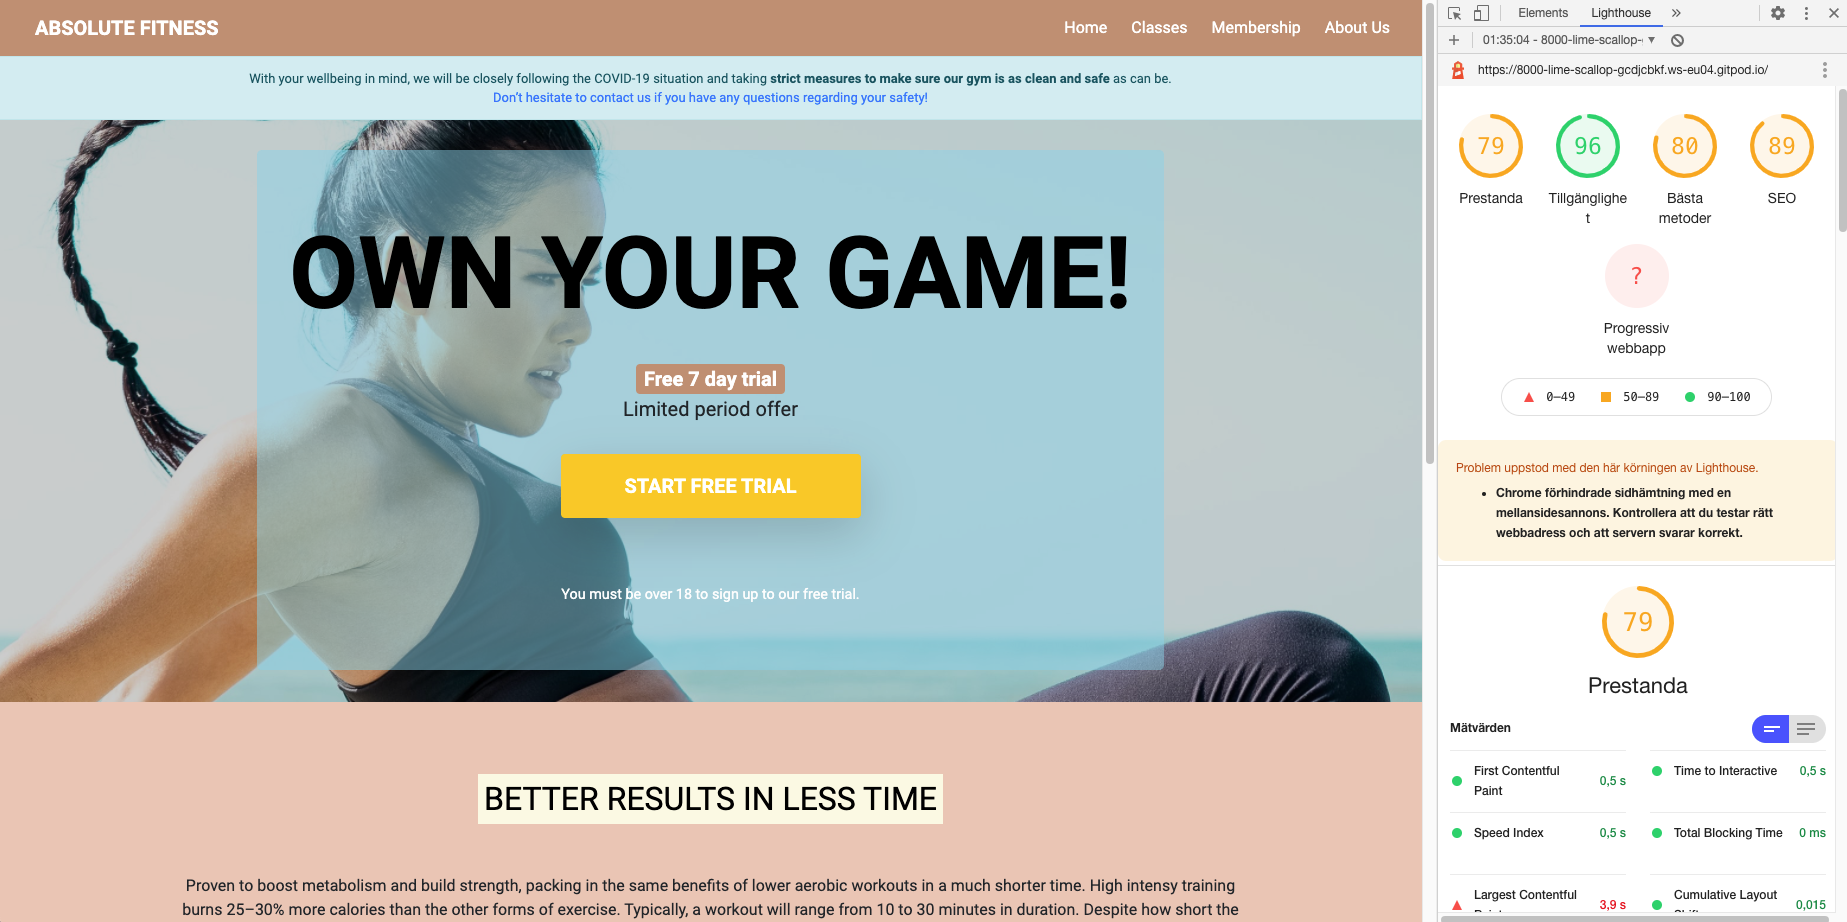 ABSOLUTE FITNESS
Home Classes Membership About Us
With your wellbeing in mind, we will be closely following the COVID-19 situation and taking strict measures to make sure our gym is as clean and safe as can be.
Don't hesitate to contact us if you have any questions regarding your safety!
OWN YOUR GAME!
Free 7 day trial
Limited period offer
START FREE TRIAL
You must be over 18 to sign up to our free trial.
BETTER RESULTS IN LESS TIME
Proven to boost metabolism and build strength, packing in the same benefits of lower aerobic workouts in a much shorter time. High intensy training
burns 25–30% more calories than the other forms of exercise. Typically, a workout will range from 10 to 30 minutes in duration. Despite how short the
Elements Lighthouse
01:35:04 - 8000-lime-scallop-
https://8000-lime-scallop-gcdjcbkf.ws-eu04.gitpod.io/
79 96 80 89
Prestanda Tillgänglighe Bästa SEO
t metoder
?
Progressiv
webbapp
0–49 50–89 90–100
Problem uppstod med den här körningen av Lighthouse.
Chrome förhindrade sidhämtning med en
mellansidesannons. Kontrollera att du testar rätt
webbadress och att servern svarar korrekt.
79
Prestanda
Mätvärden
First Contentful Time to Interactive 0,5 s
Paint 0,5 s
Speed Index 0,5 s Total Blocking Time 0 ms
Largest Contentful Cumulative Layout
3,9 s 0,015